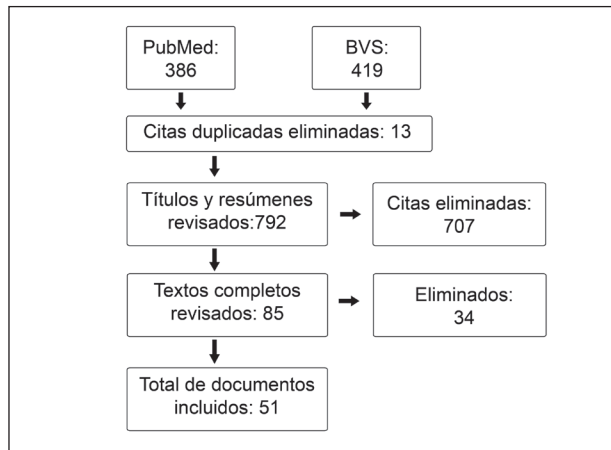 PubMed:
386
BVS:
419
Citas duplicadas eliminadas: 13
Títulos y resúmenes
revisados:792
Citas eliminadas:
707
Textos completos
revisados: 85
Eliminados:
34
Total de documentos
incluidos: 51